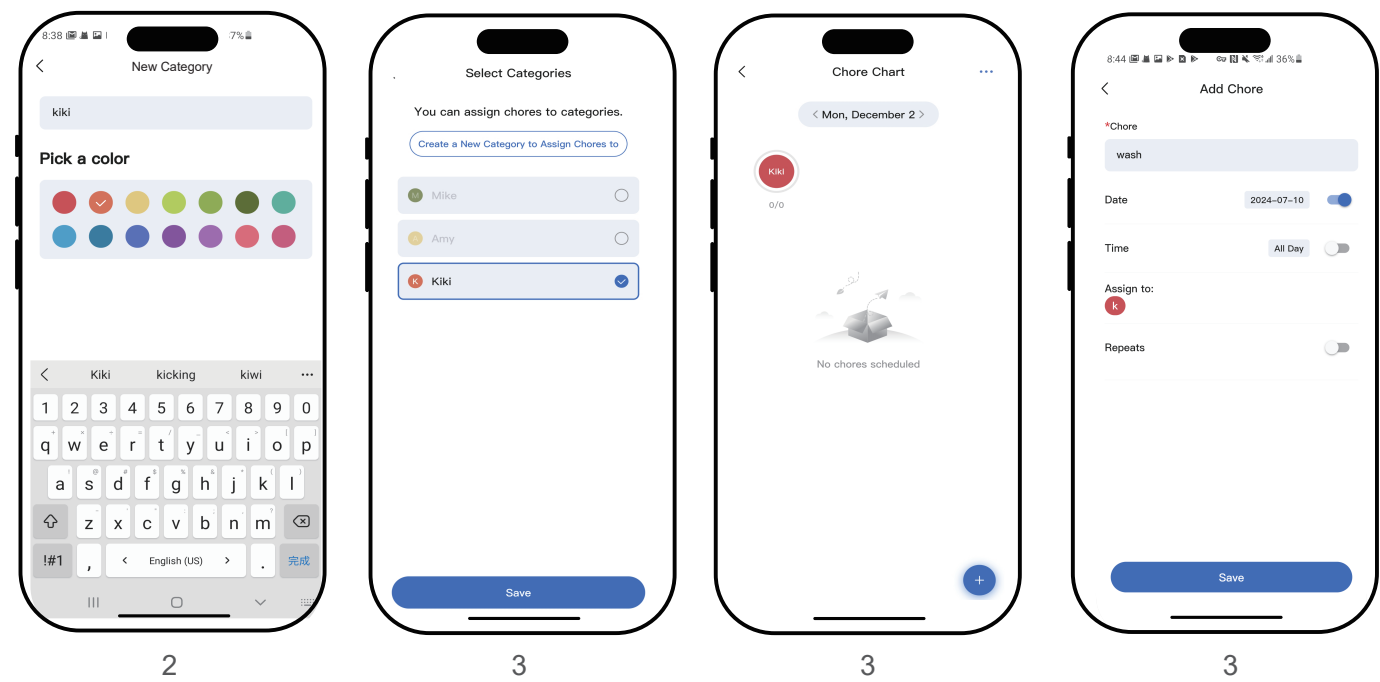 8:38
7%
New Category
kiki
Pick a color
Kiki kicking kiwi
1 2 3 4 5 6 7 8 9 0
q w e r t y u i o p
a s d f g h j k l
z x c v b n m
!#1 , English (US) . 完成
2
Select Categories
You can assign chores to categories.
Create a New Category to Assign Chores to
M Mike
A Amy
K Kiki
Save
3
Chore Chart
< Mon, December 2 >
Kiki
0/0
No chores scheduled
+
3
8:44 36%
Add Chore
*Chore
wash
Date 2024-07-10
Time All Day
Assign to:
k
Repeats
Save
3